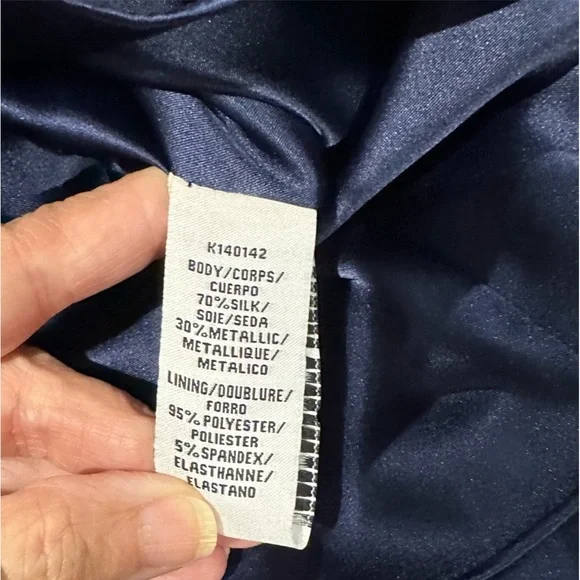 K140142
BODY/CORPS/
CUERPO
70%SILK/
SOIE/SEDA
30%METALLIC/
METALLIQUE/
METALICO
LINING/DOUBLURE/
FORRO
95%POLYESTER/
POLIESTER
5%SPANDEX/
ELASTHANNE/
ELASTANO